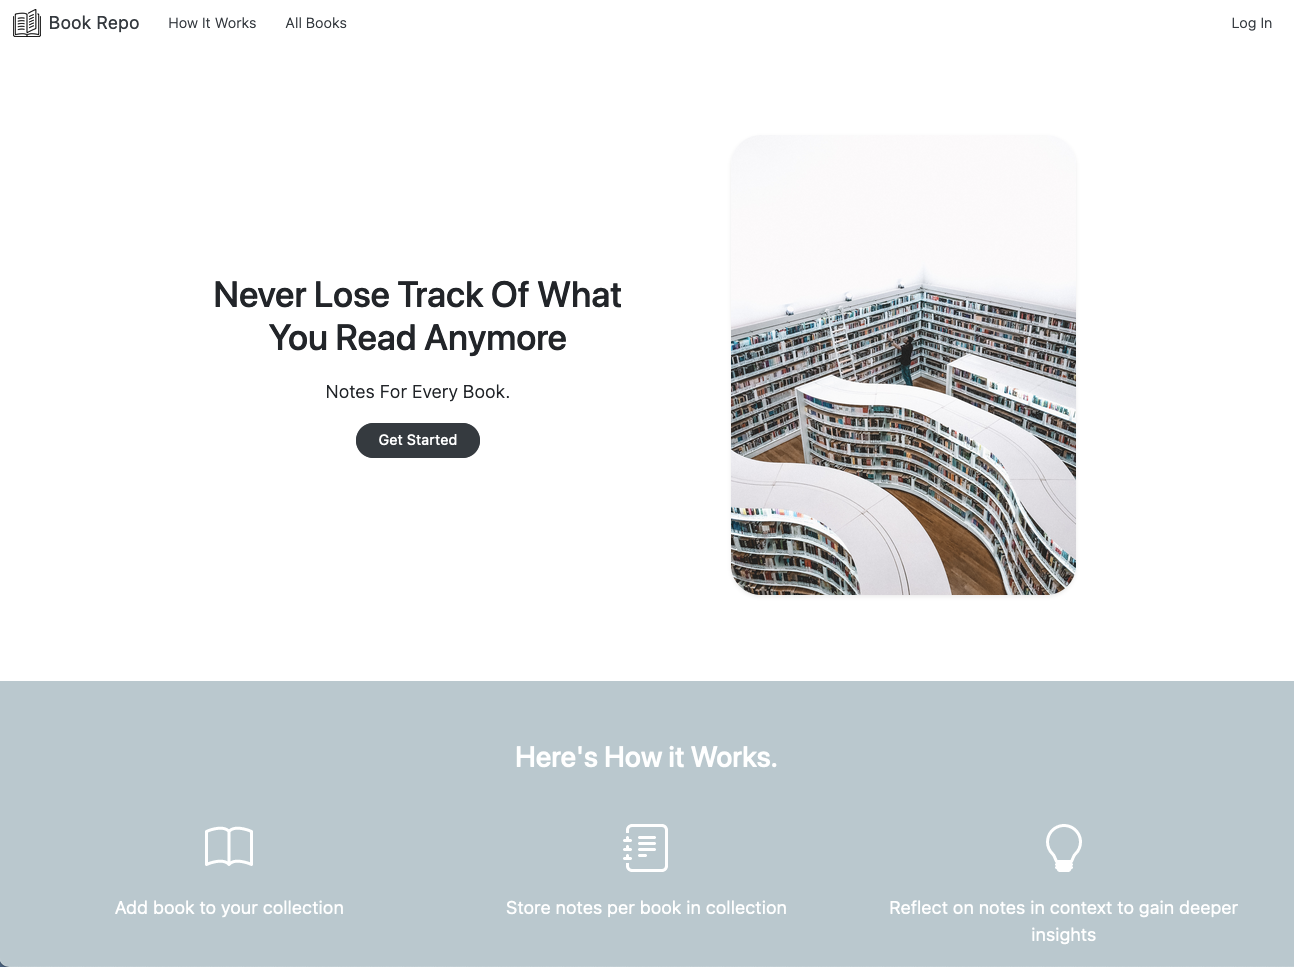 Book Repo
How It Works
All Books
Log In
Never Lose Track Of What
You Read Anymore
Notes For Every Book.
Get Started
Here's How it Works.
Add book to your collection
Store notes per book in collection
Reflect on notes in context to gain deeper
insights